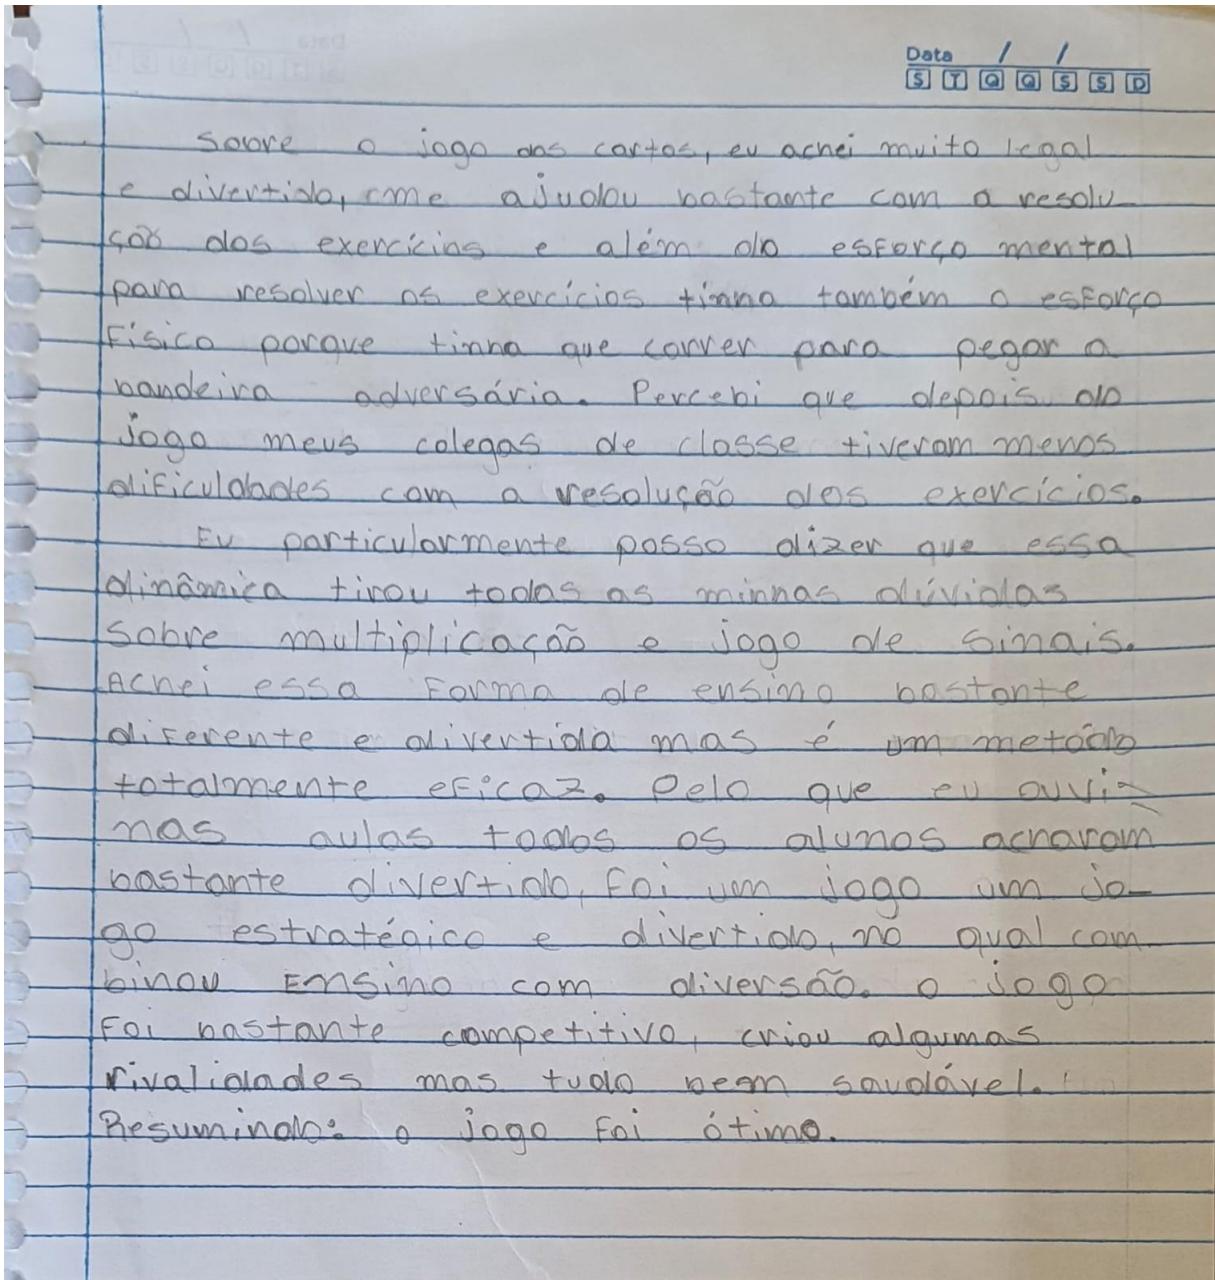 Data / /
S T Q Q S S D
Sobre o jogo das cartas, eu achei muito legal
e divertido, me ajudou bastante com a resolu
ção dos exercícios e além do esforço mental
para resolver os exercícios tinha também o esforço
físico porque tinha que correr para pegar a
bandeira adversária. Percebi que depois do
jogo meus colegas de classe tiveram menos
dificuldades com a resolução dos exercícios.
Eu particularmente posso dizer que essa
dinâmica tirou todas as minhas dúvidas
sobre multiplicação e jogo de sinais.
Achei essa forma de ensino bastante
diferente e divertida mas é um metodo
totalmente eficaz. Pelo que eu ouvi
nas aulas todos os alunos acharam
bastante divertido, foi um jogo um jo-
go estratégico e divertido, no qual com-
binou Ensino com diversão. o jogo
foi bastante competitivo, criou algumas
rivalidades mas tudo bem saudável.
Resumindo: o jogo foi ótimo.